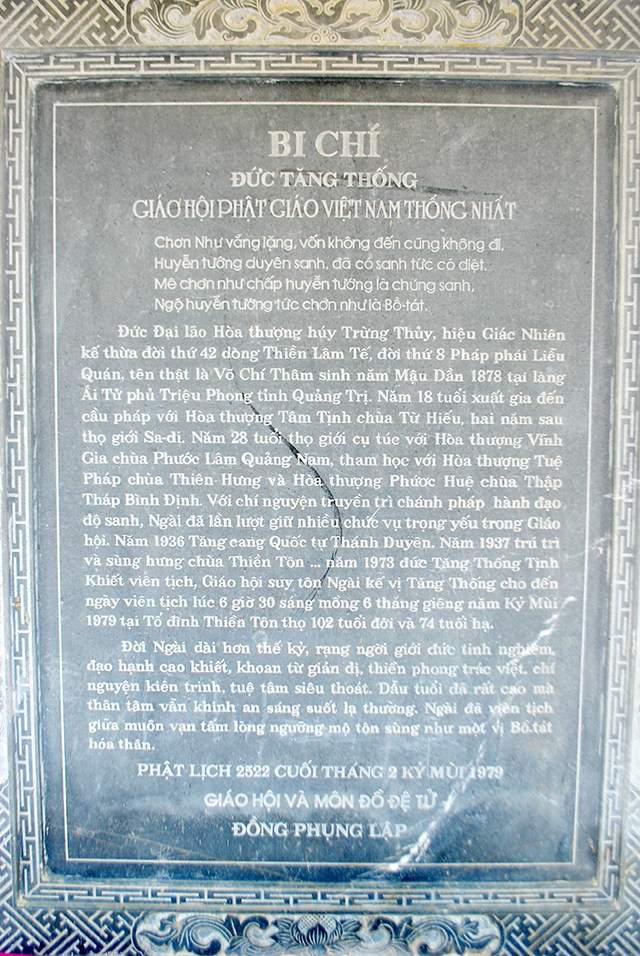 BI CHÍ
ĐỨC TĂNG THỐNG
GIÁO HỘI PHẬT GIÁO VIỆT NAM THỐNG NHẤT
Chơn Như vắng lặng, vốn không đến cũng không đi,
Huyễn tướng duyên sanh, đã có sanh tức có diệt.
Mê chơn như chấp huyễn tướng là chúng sanh,
Ngộ huyễn tướng tức chơn như là Bồ-tát.
Đức Đại lão Hòa thượng húy Trừng Thủy, hiệu Giác Nhiên
kế thừa đời thứ 42 dòng Thiền Lâm Tế, đời thứ 8 Pháp phái Liễu
Quán, tên thật là Võ Chí Thâm sinh năm Mậu Dần 1878 tại làng
Ái Tử phủ Triệu Phong tỉnh Quảng Trị. Năm 18 tuổi xuất gia đến
cầu pháp với Hòa thượng Tâm Tịnh chùa Từ Hiếu, hai năm sau
thọ giới Sa-di. Năm 28 tuổi thọ giới cụ túc với Hòa thượng Vĩnh
Gia chùa Phước Lâm Quảng Nam, tham học với Hòa thượng Tuệ
Pháp chùa Thiên Hưng và Hòa thượng Phước Huệ chùa Thập
Tháp Bình Định. Với chí nguyện truyền trì chánh pháp hành đạo
độ sanh, Ngài đã lần lượt giữ nhiều chức vụ trọng yếu trong Giáo
hội. Năm 1936 Tăng cang Quốc tự Thánh Duyên. Năm 1937 trú trì
và sùng hưng chùa Thiền Tôn ... năm 1973 đức Tăng Thống Tịnh
Khiết viên tịch, Giáo hội suy tôn Ngài kế vị Tăng Thống cho đến
ngày viên tịch lúc 6 giờ 30 sáng mồng 6 tháng giêng năm Kỷ Mùi
1979 tại Tổ đình Thiền Tôn thọ 102 tuổi đời và 74 tuổi hạ.
Đời Ngài dài hơn thế kỷ, rạng ngời giới đức tinh nghiêm,
đạo hạnh cao khiết, khoan từ giản dị, thiền phong trác việt, chí
nguyện kiên trinh, tuệ tâm siêu thoát. Dẫu tuổi đã rất cao mà
thân tâm vẫn khinh an sáng suốt lạ thường. Ngài đã viên tịch
giữa muôn vạn tấm lòng ngưỡng mộ tôn sùng như một vị Bồ.tát
hóa thân.
PHẬT LỊCH 2522 CUỐI THÁNG 2 KỶ MÙI 1979
GIÁO HỘI VÀ MÔN ĐỒ ĐỆ TỬ
ĐỒNG PHỤNG LẬP